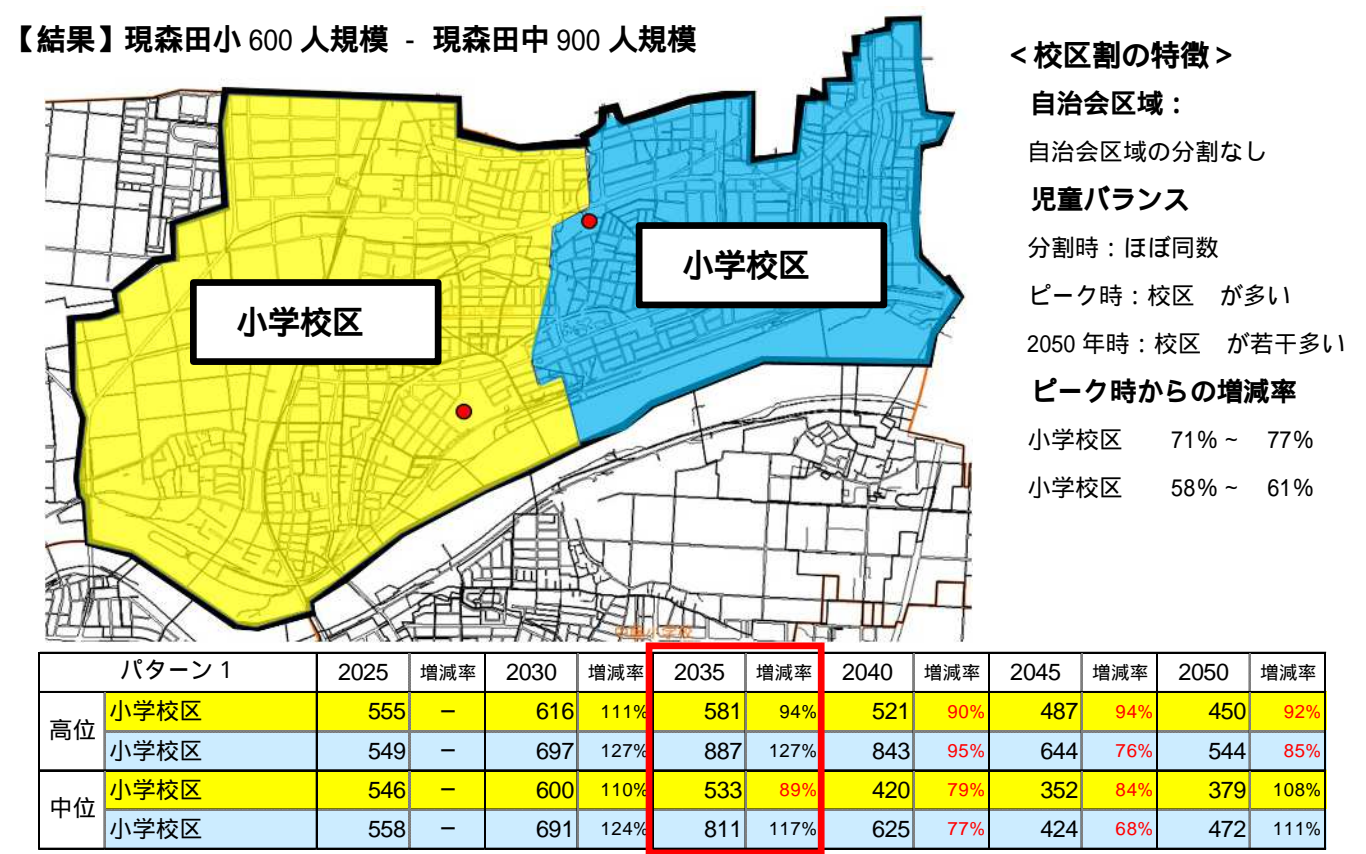 【結果】現森田小 600 人規模 - 現森田中 900 人規模
<校区割の特徴>
自治会区域：
自治会区域の分割なし
児童バランス
分割時：ほぼ同数
ピーク時：校区　が多い
2050 年時：校区　が若干多い
ピーク時からの増減率
小学校区　71%～　77%
小学校区　58%～　61%
小学校区
小学校区
パターン 1 2025 増減率 2030 増減率 2035 増減率 2040 増減率 2045 増減率 2050 増減率
高位 小学校区 555 － 616 111% 581 94% 521 90% 487 94% 450 92%
小学校区 549 － 697 127% 887 127% 843 95% 644 76% 544 85%
中位 小学校区 546 － 600 110% 533 89% 420 79% 352 84% 379 108%
小学校区 558 － 691 124% 811 117% 625 77% 424 68% 472 111%